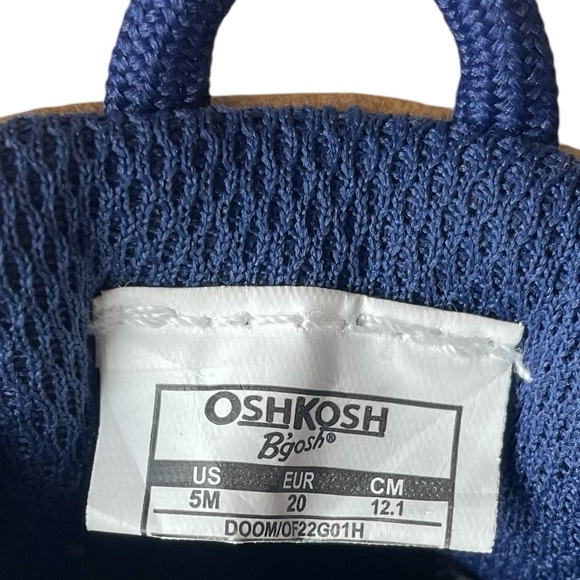 OSHKOSH
B'gosh®
US EUR CM
5M 20 12.1
DOOM/OF22G01H